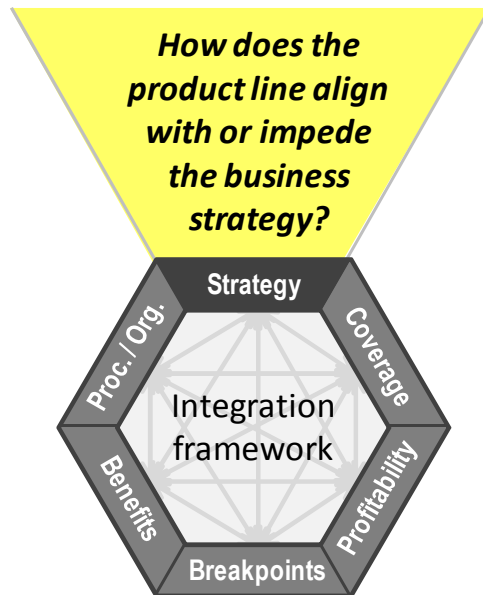 How does the
product line align
with or impede
the business
strategy?
Strategy
Proc. / Org.
Coverage
Integration
framework
Benefits
Profitability
Breakpoints